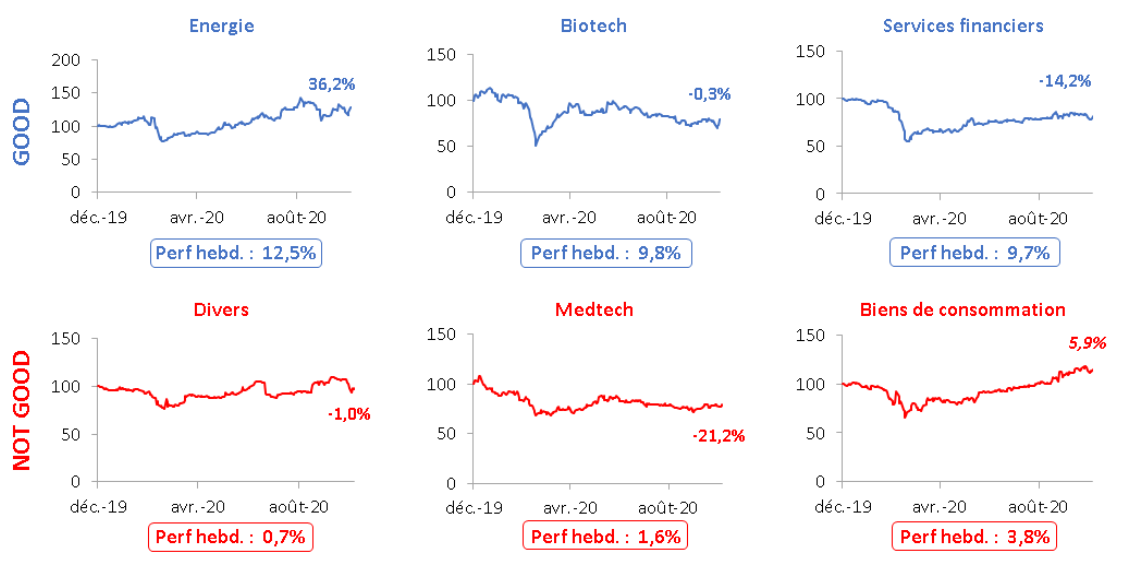 Energie
Biotech
Services financiers
GOOD
200
150
100
50
0
36,2%
déc.-19 avr.-20 août-20
150
100
50
0
-0,3%
déc.-19 avr.-20 août-20
150
100
50
0
-14,2%
déc.-19 avr.-20 août-20
Perf hebd. : 12,5%
Perf hebd. : 9,8%
Perf hebd. : 9,7%
Divers
Medtech
Biens de consommation
NOT GOOD
150
100
50
0
-1,0%
déc.-19 avr.-20 août-20
150
100
50
0
-21,2%
déc.-19 avr.-20 août-20
150
100
50
0
5,9%
déc.-19 avr.-20 août-20
Perf hebd. : 0,7%
Perf hebd. : 1,6%
Perf hebd. : 3,8%